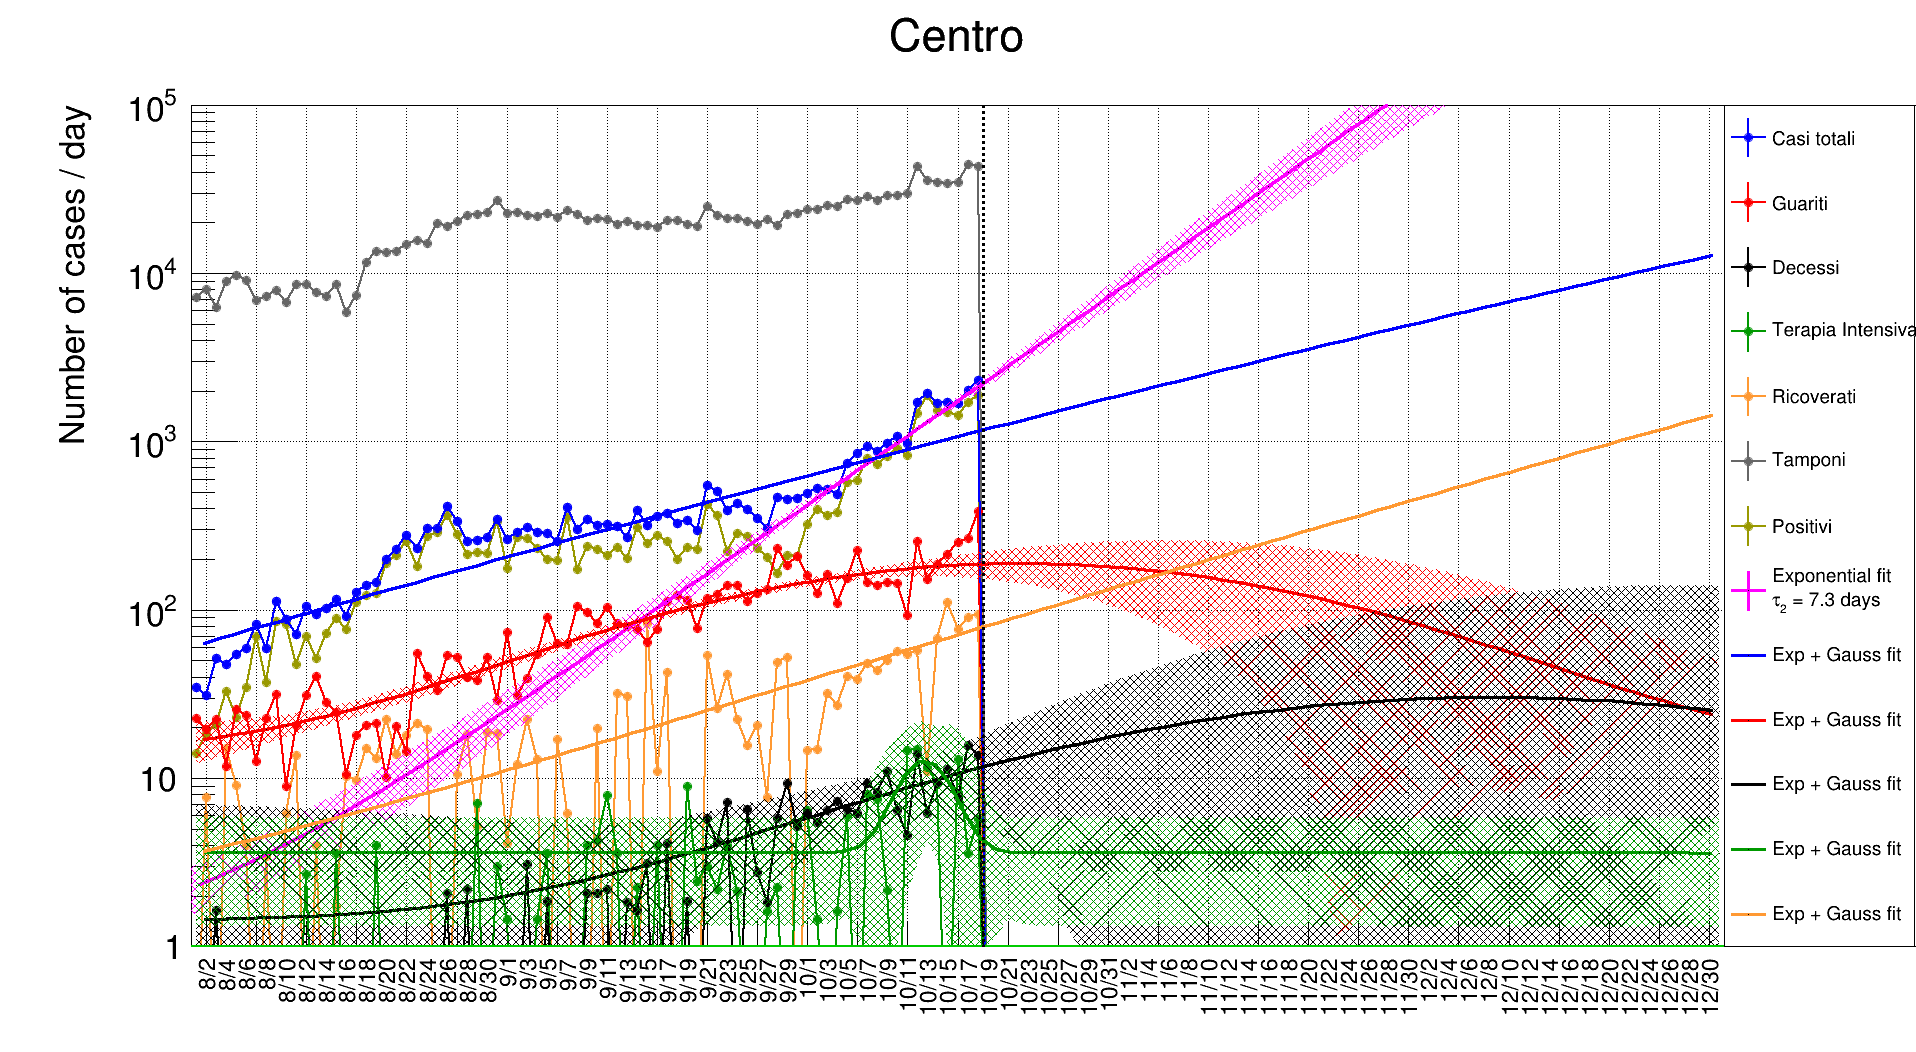 Centro
Number of cases / day
10^5
10^4
10^3
10^2
10
1
8/2 8/4 8/6 8/8 8/10 8/12 8/14 8/16 8/18 8/20 8/22 8/24 8/26 8/28 8/30 9/1 9/3 9/5 9/7 9/9 9/11 9/13 9/15 9/17 9/19 9/21 9/23 9/25 9/27 9/29 10/1 10/3 10/5 10/7 10/9 10/11 10/13 10/15 10/17 10/19 10/21 10/23 10/25 10/27 10/29 10/31 11/2 11/4 11/6 11/8 11/10 11/12 11/14 11/16 11/18 11/20 11/22 11/24 11/26 11/28 11/30 12/2 12/4 12/6 12/8 12/10 12/12 12/14 12/16 12/18 12/20 12/22 12/24 12/26 12/28 12/30
Casi totali
Guariti
Decessi
Terapia Intensiva
Ricoverati
Tamponi
Positivi
Exponential fit
τ₂ = 7.3 days
Exp + Gauss fit
Exp + Gauss fit
Exp + Gauss fit
Exp + Gauss fit
Exp + Gauss fit